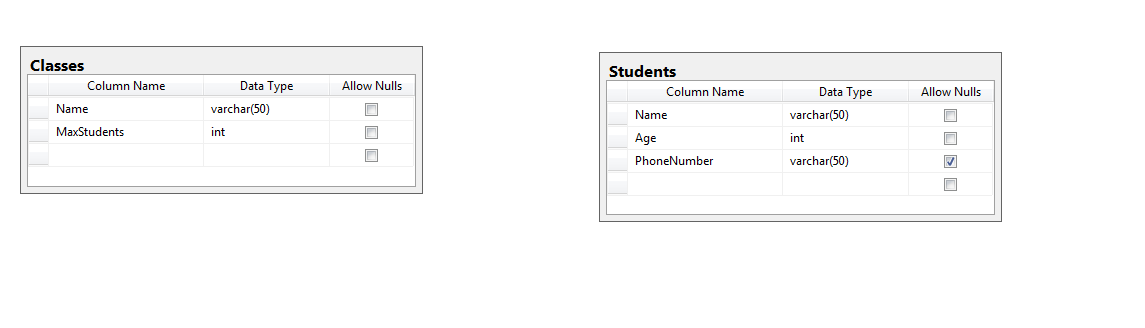 Classes
Column Name Data Type Allow Nulls
Name varchar(50)
MaxStudents int
Students
Column Name Data Type Allow Nulls
Name varchar(50)
Age int
PhoneNumber varchar(50)